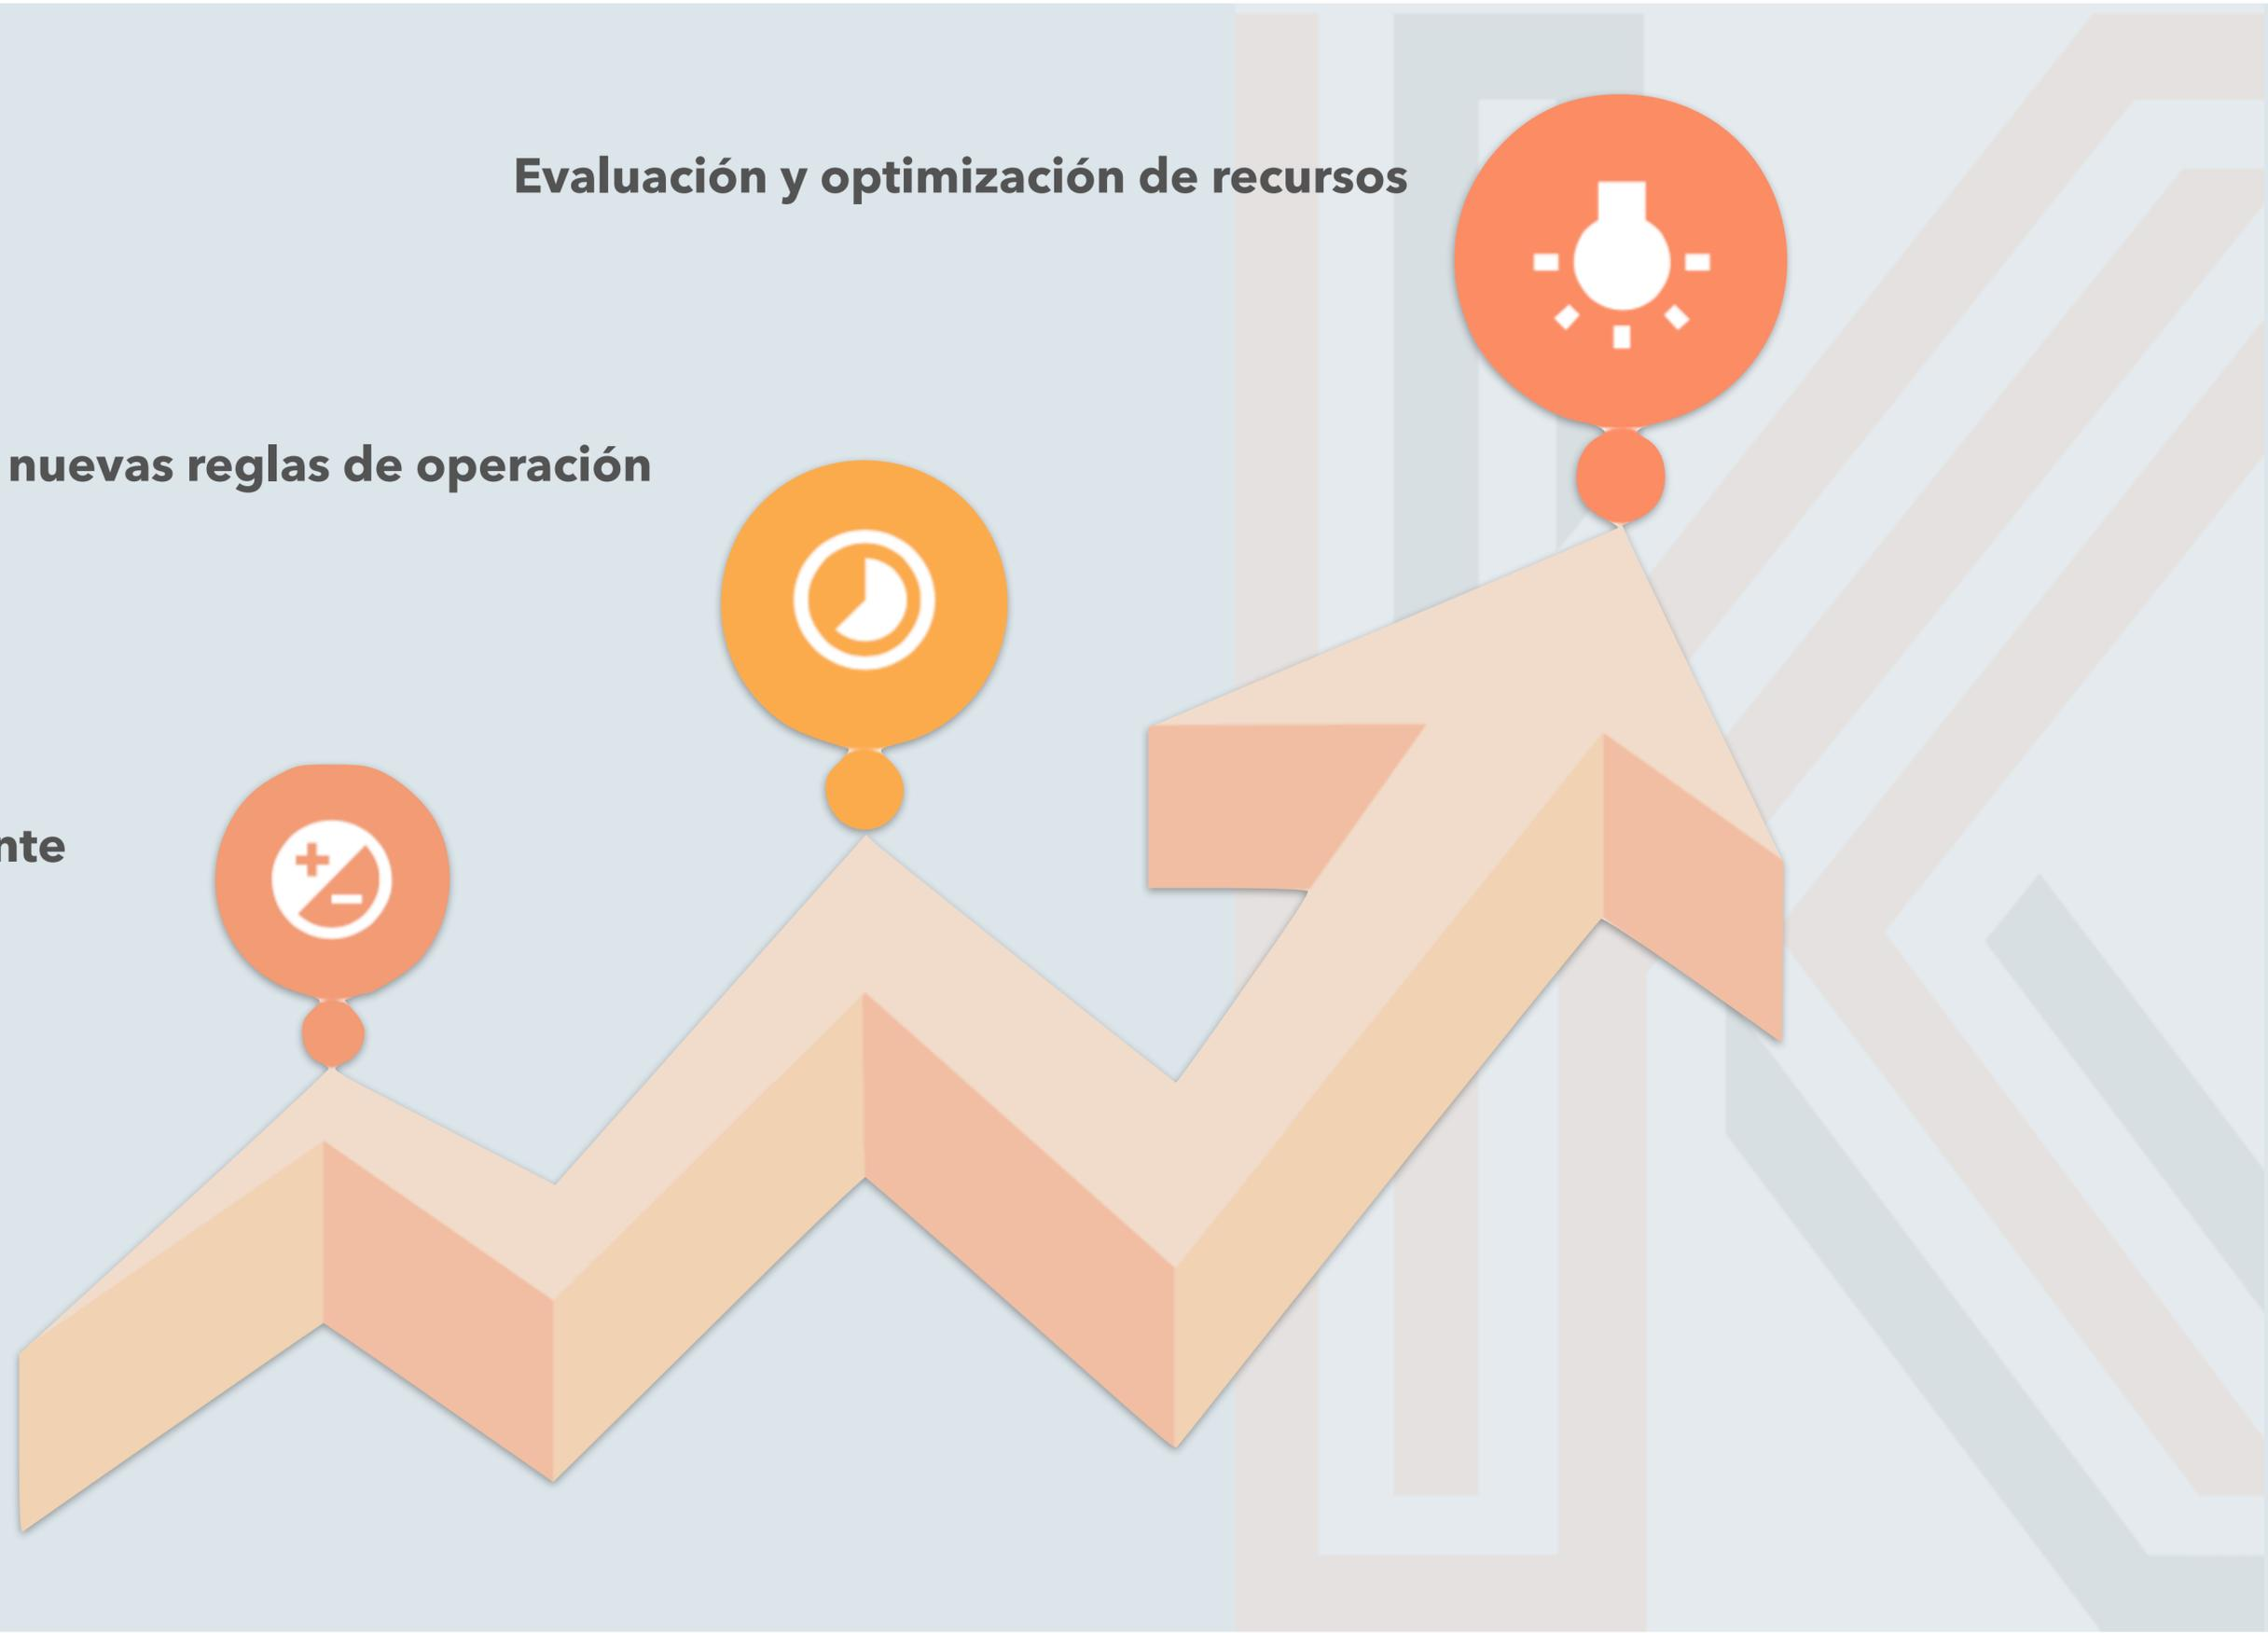 Evaluación y optimización de recursos
nuevas reglas de operación
nte